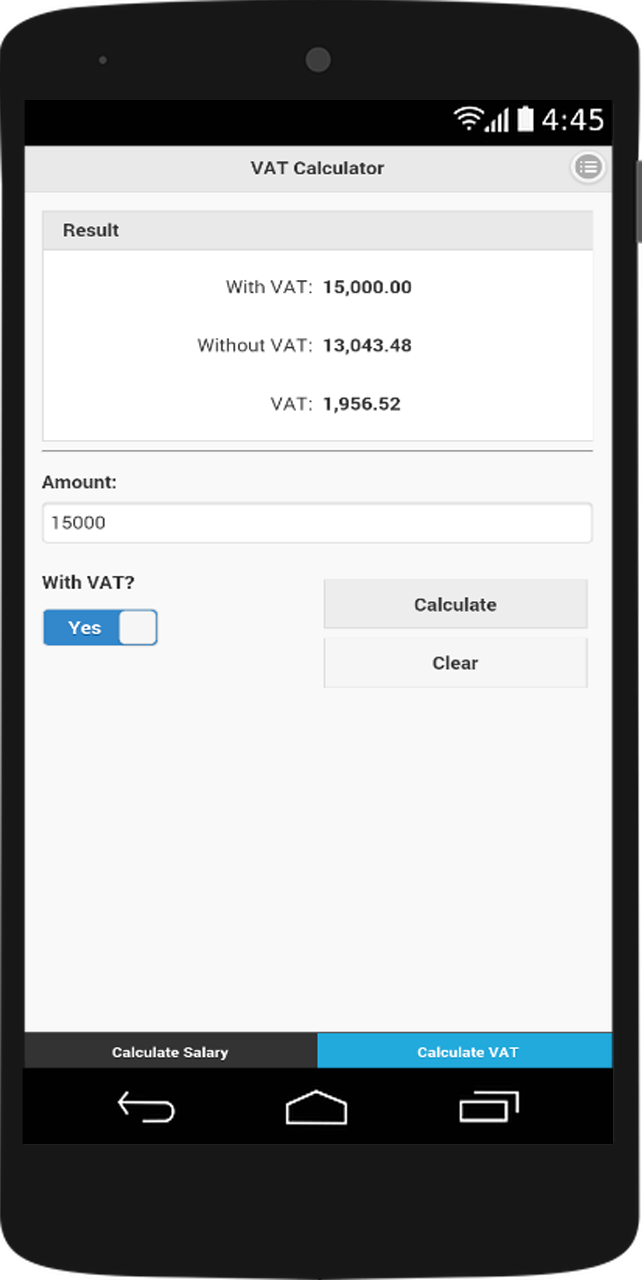 4:45
VAT Calculator
Result
With VAT: 15,000.00
Without VAT: 13,043.48
VAT: 1,956.52
Amount:
15000
With VAT?
Yes
Calculate
Clear
Calculate Salary
Calculate VAT